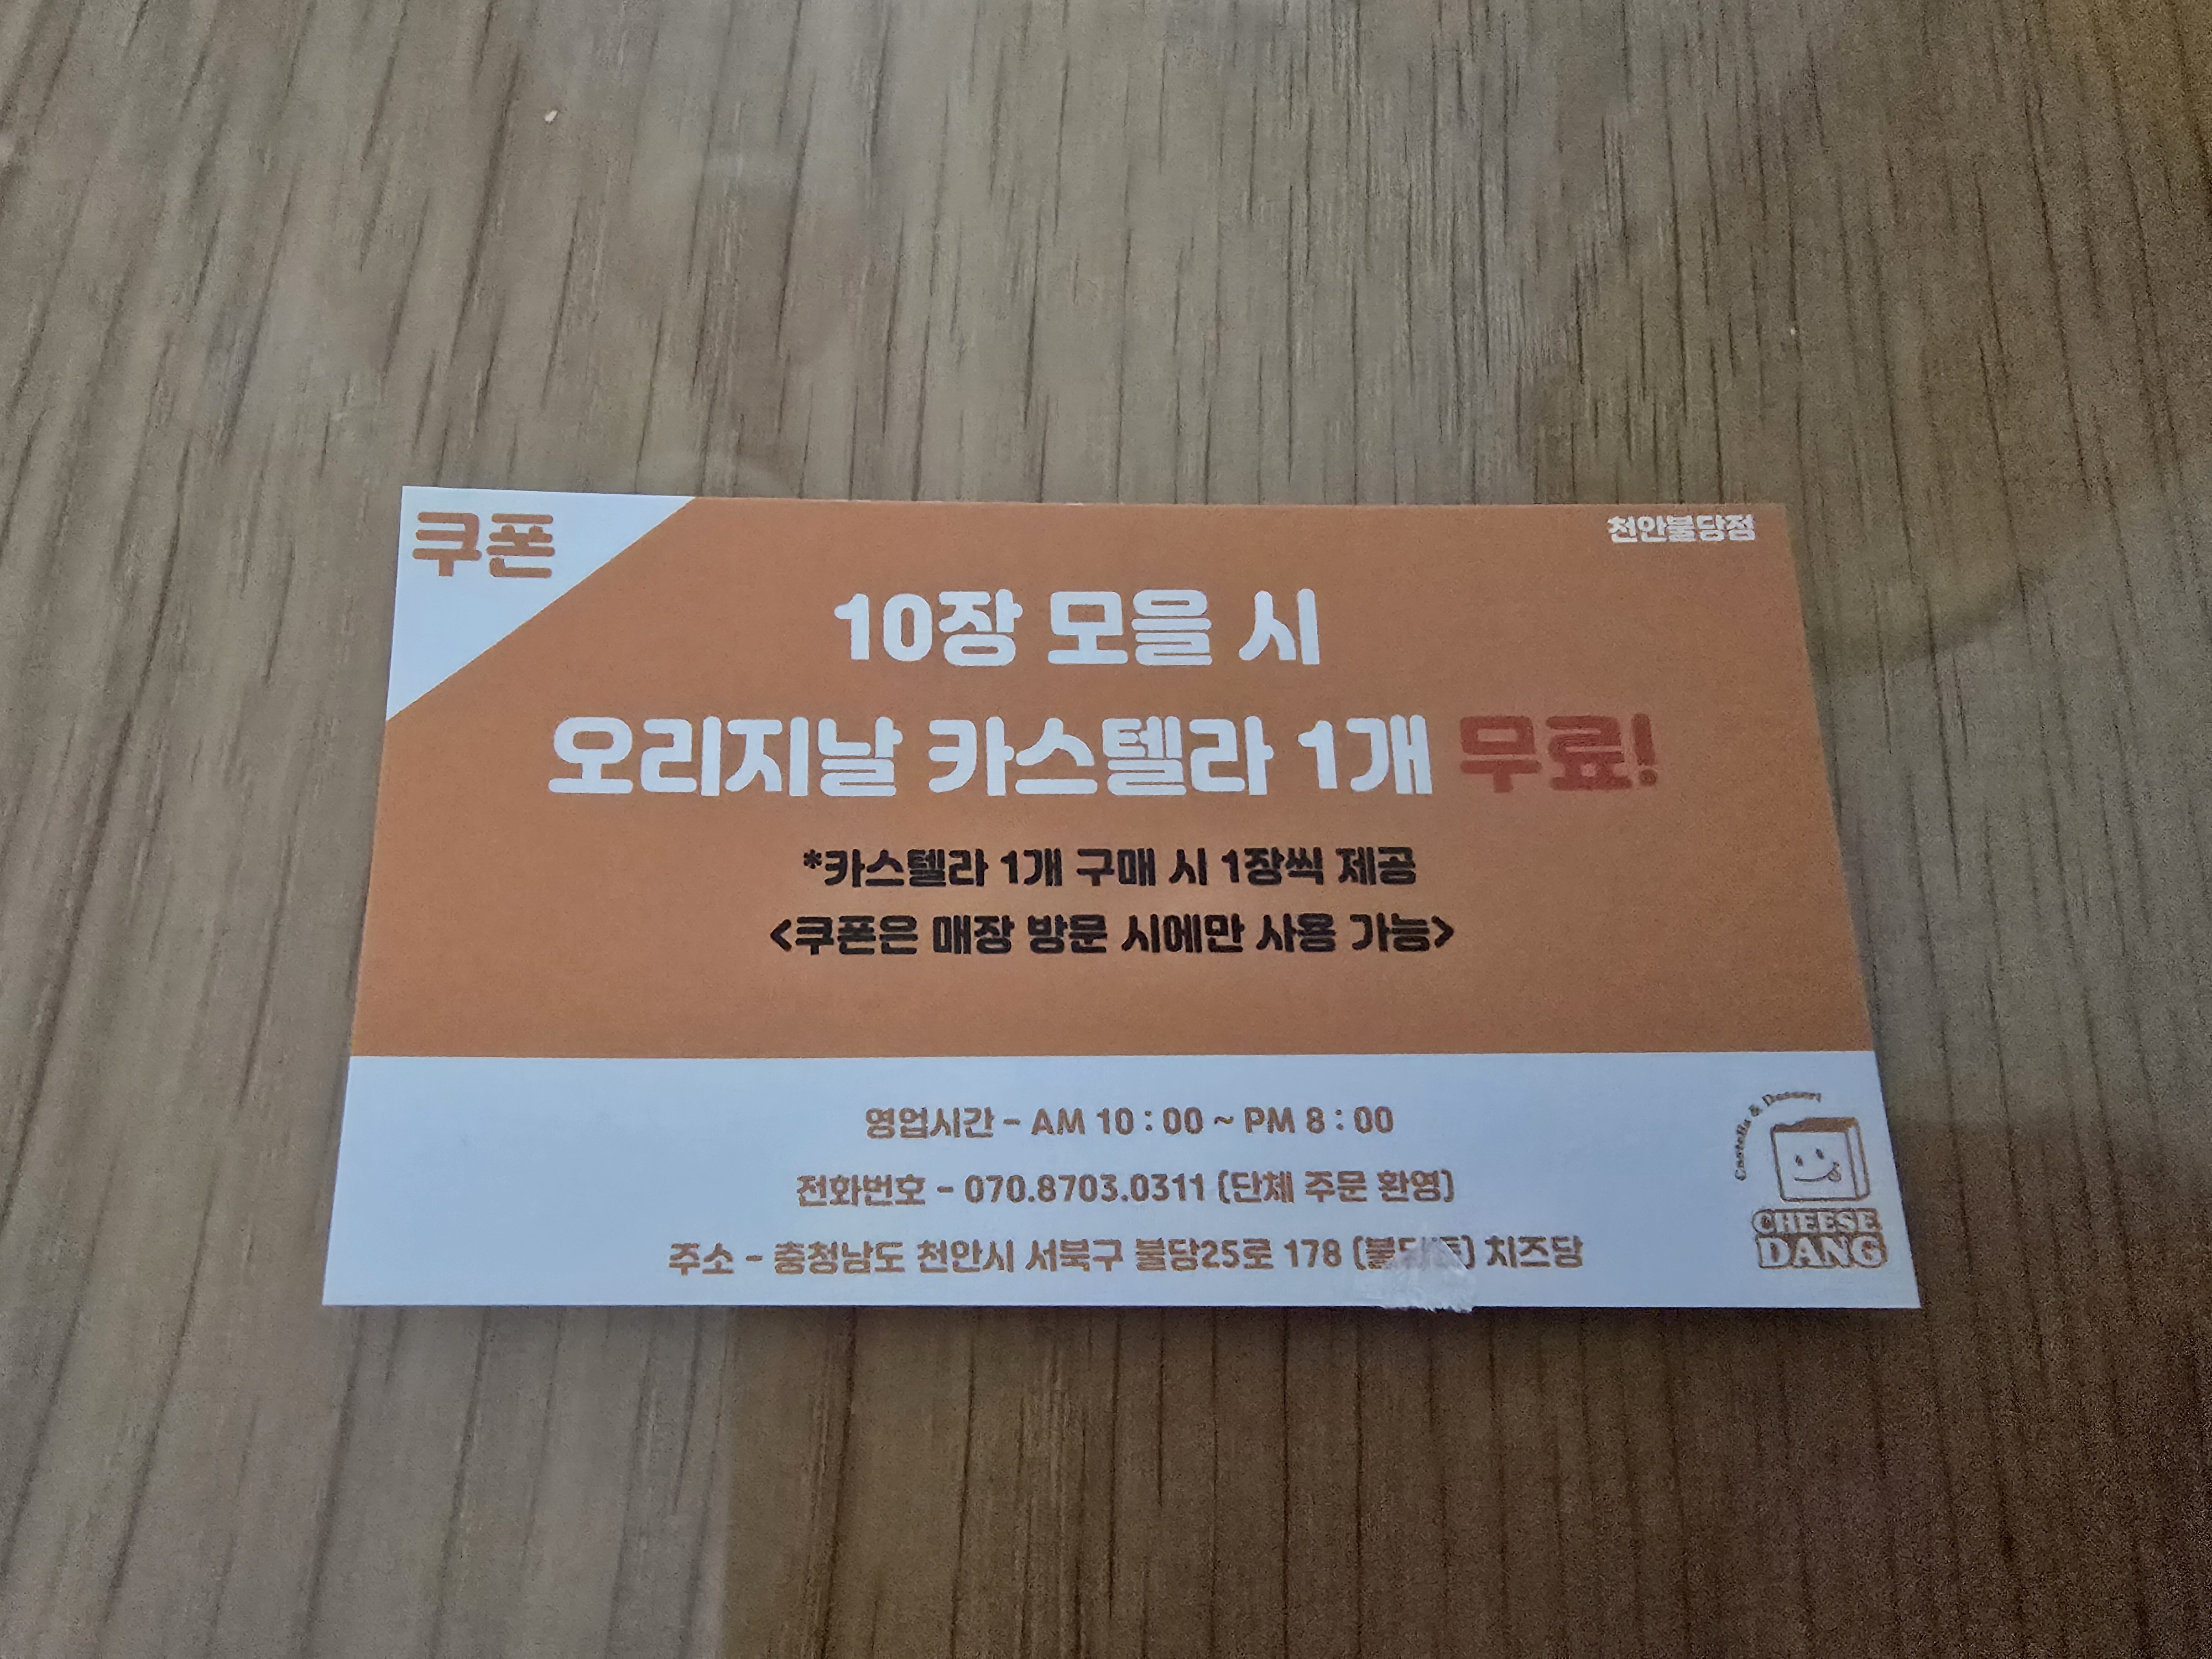 쿠폰
천안불당점
10장 모을 시
오리지날 카스텔라 1개 무료!
*카스텔라 1개 구매 시 1장씩 제공
<쿠폰은 매장 방문 시에만 사용 가능>
영업시간 - AM 10 : 00 ~ PM 8 : 00
전화번호 - 070.8703.0311 (단체 주문 환영)
주소 - 충청남도 천안시 서북구 불당25로 178 치즈당
Castella & Dessert
CHEESE
DANG